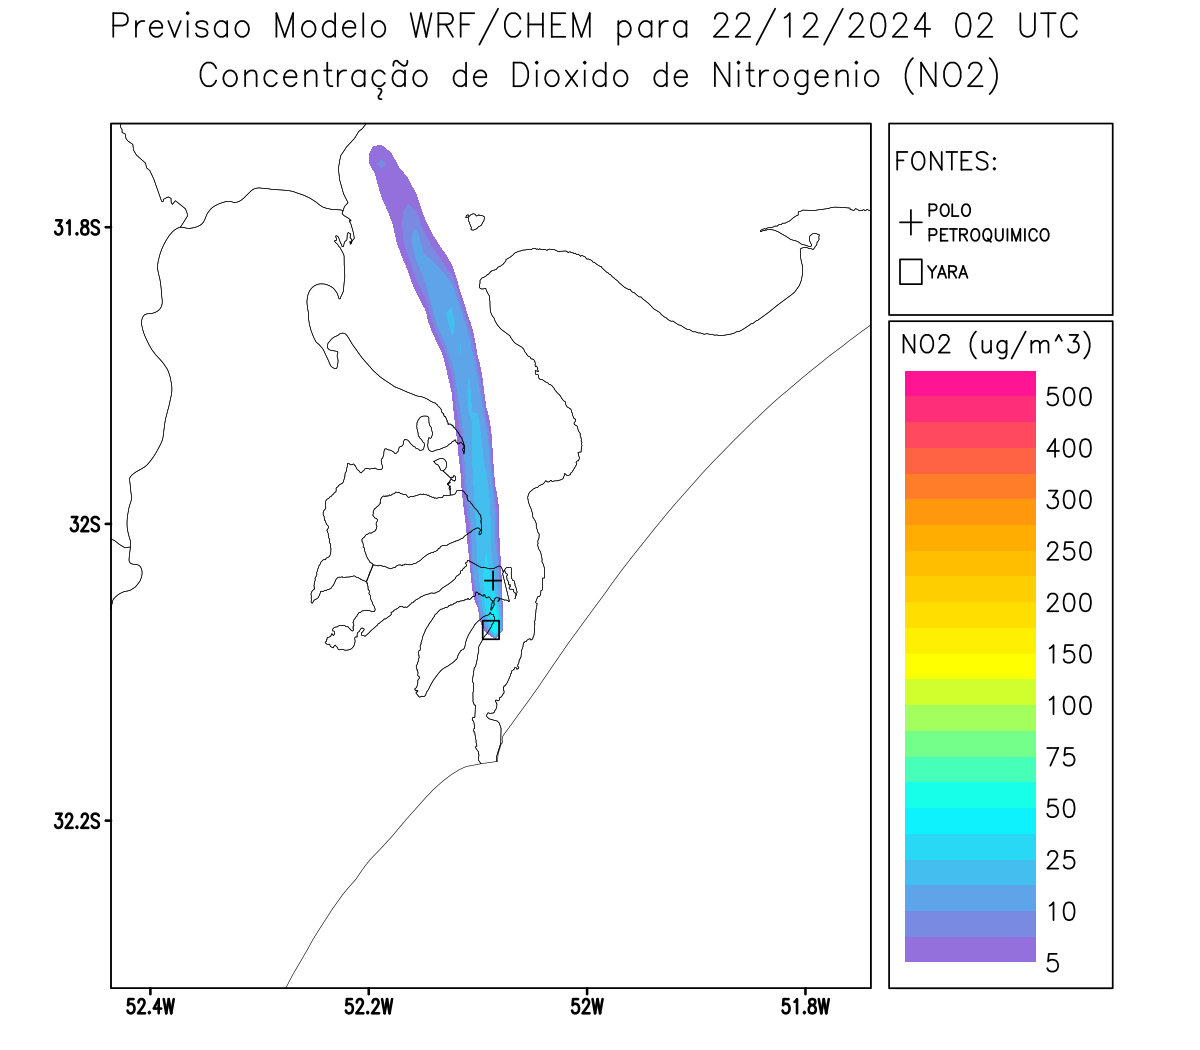 Previsao Modelo WRF/CHEM para 22/12/2024 02 UTC
Concentração de Dioxido de Nitrogenio (NO2)
FONTES:
POLO
PETROQUIMICO
YARA
NO2 (ug/m^3)
500
400
300
250
200
150
100
75
50
25
10
5
31.8S
32S
32.2S
52.4W
52.2W
52W
51.8W